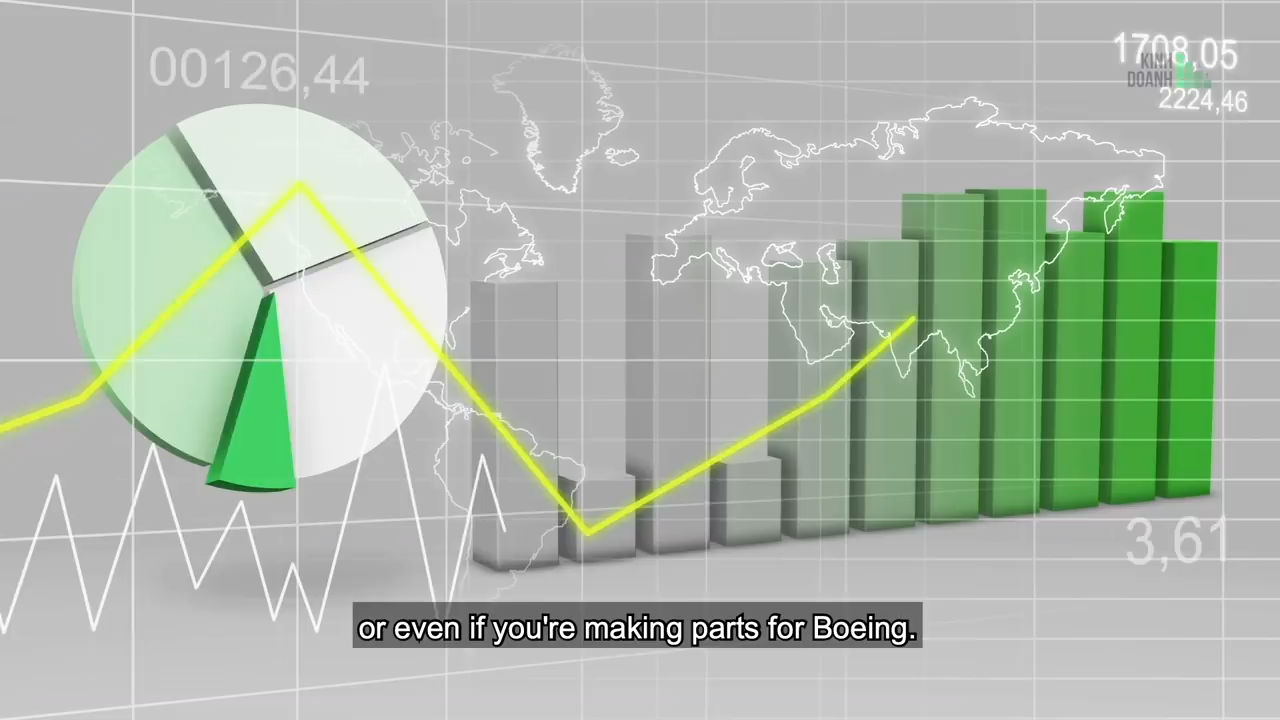 00126,44
1708,05
KINH
DOANH
2224,46
3,61
or even if you're making parts for Boeing.